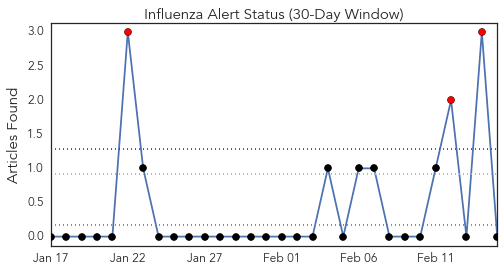 Influenza Alert Status (30-Day Window)
Articles Found
3.0
2.5
2.0
1.5
1.0
0.5
0.0
Jan 17 Jan 22 Jan 27 Feb 01 Feb 06 Feb 11